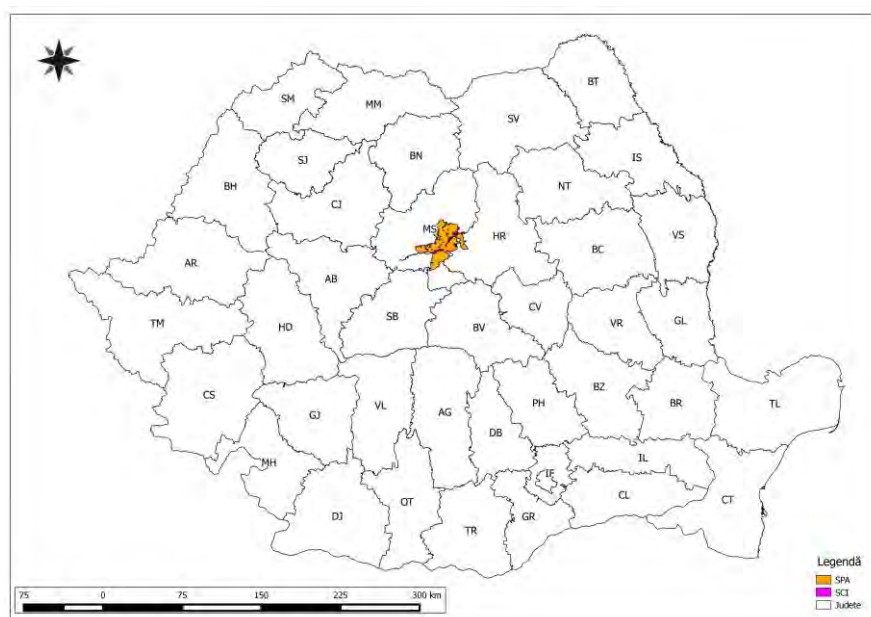 BT
SM
MM
SV
BN
IS
SJ
BH
NT
CJ
MS
HR
VS
BC
AR
AB
CV
TM
SB
BV
VR
GL
HD
CS
BZ
PH
BR
TL
VL
AG
GJ
DB
IL
MH
IF
CL
OT
CT
DJ
GR
TR
Legendă
SPA
SCI
Judete
75 0 75 150 225 300 km